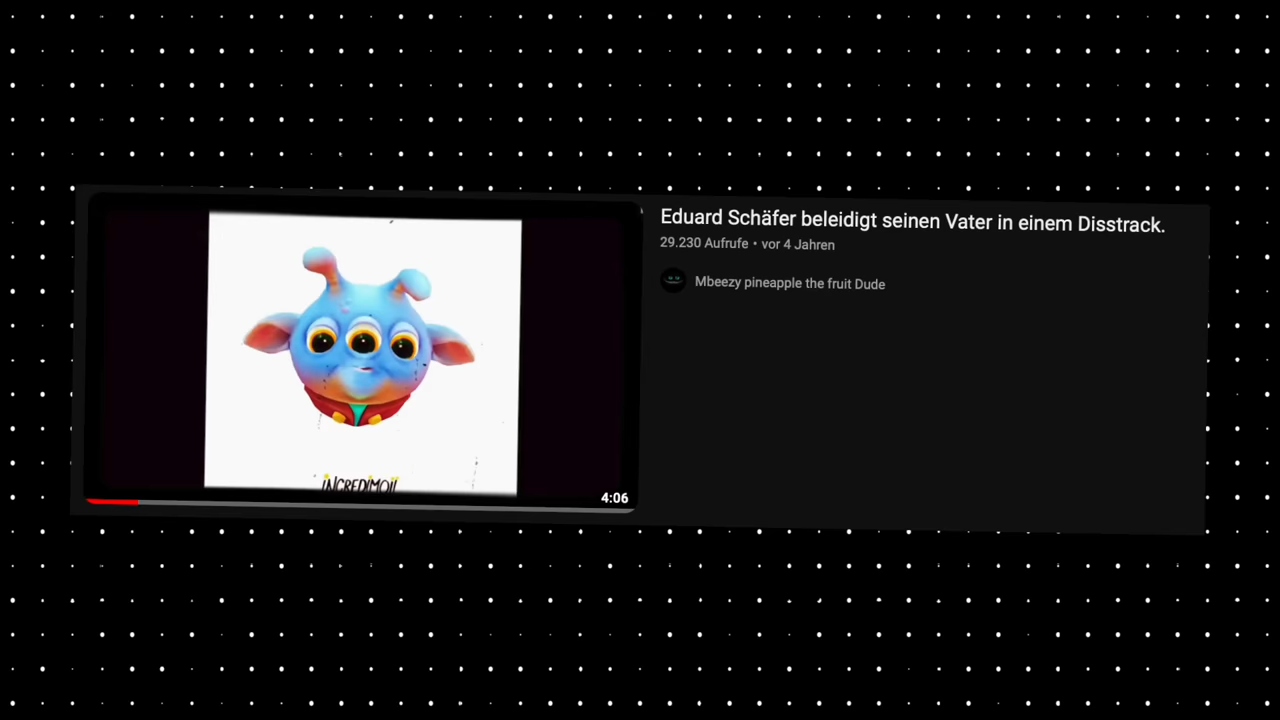 Eduard Schäfer beleidigt seinen Vater in einem Disstrack.
29.230 Aufrufe • vor 4 Jahren
Mbeezy pineapple the fruit Dude
INCREDIMOJI
4:06